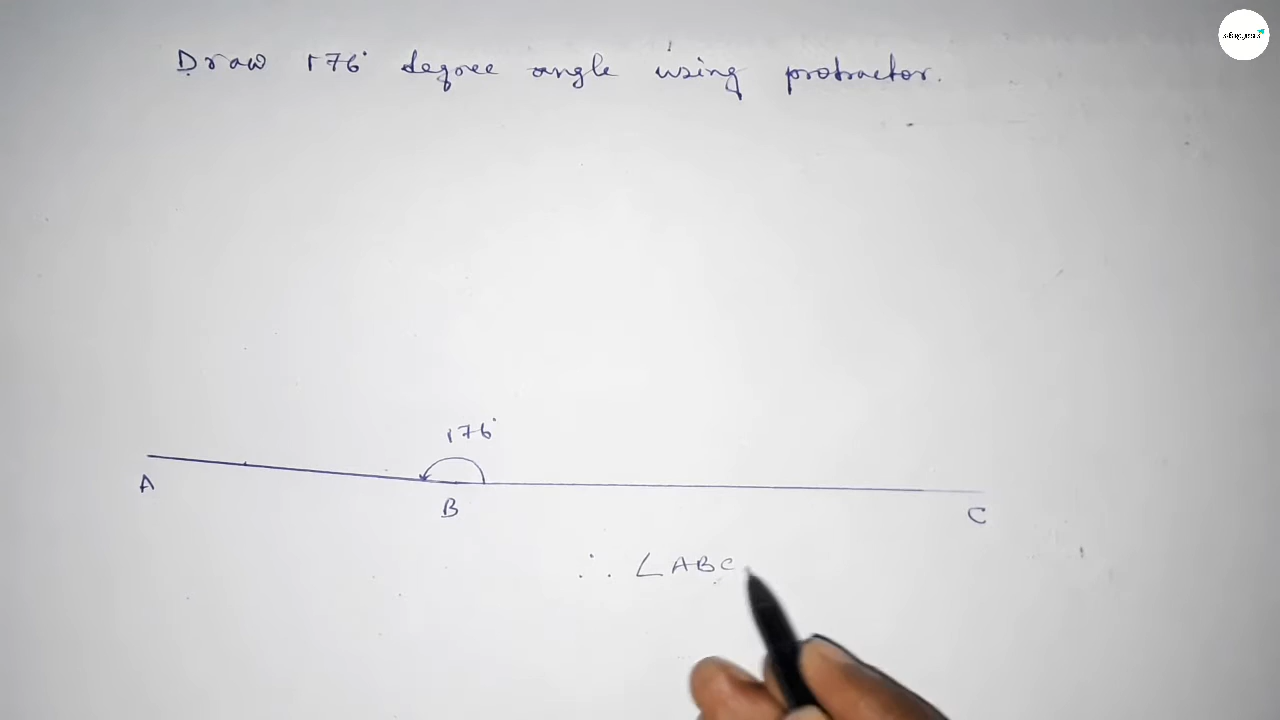 Draw 176° degree angle using protractor.
176°
A
B
C
∴ ∠ABC